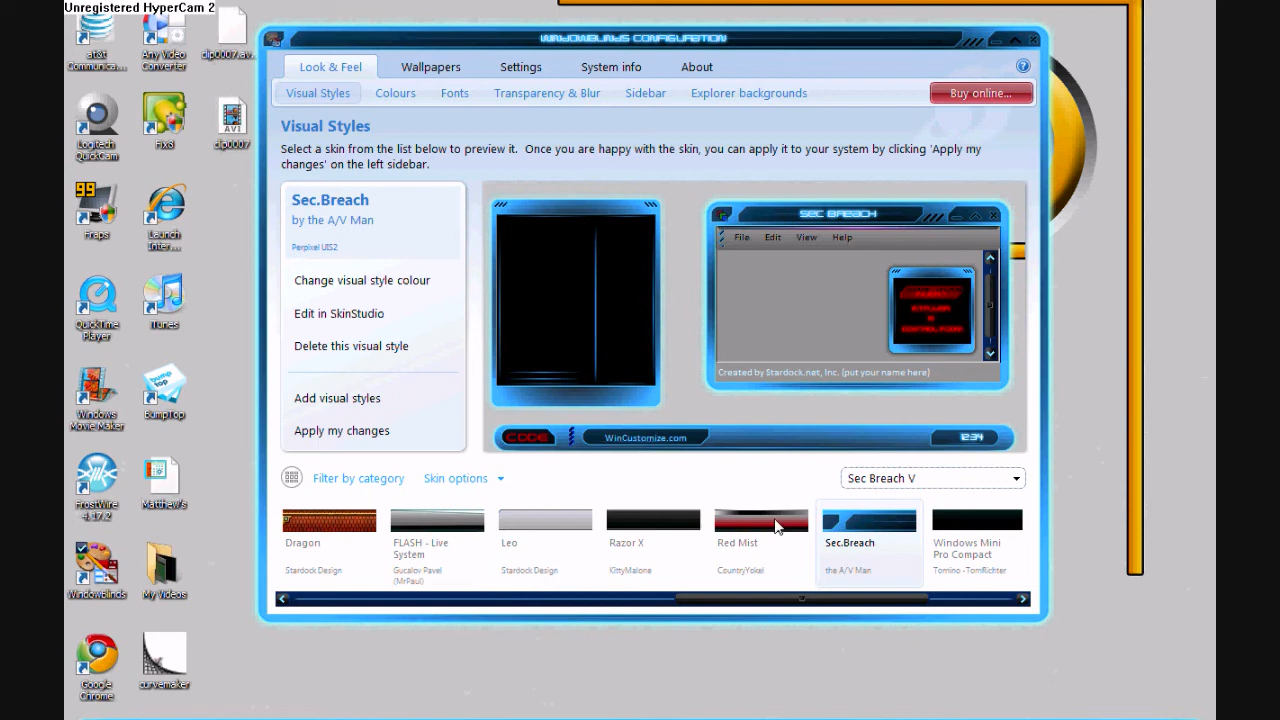 Unregistered HyperCam 2
at&t
Communica...
Any Video
Converter
clp0007.av...
Logitech
QuickCam
Fix8
clp0007
99
Fraps
Launch
Inter...
QuickTime
Player
iTunes
Windows
Movie Maker
BumpTop
FrostWire
4.17.2
Matthew's
WindowBlinds
My Videos
Google
Chrome
curvemaker
WINDOWBLINDS CONFIGURATION
Look & Feel
Wallpapers
Settings
System info
About
Visual Styles
Colours
Fonts
Transparency & Blur
Sidebar
Explorer backgrounds
Buy online...
Visual Styles
Select a skin from the list below to preview it. Once you are happy with the skin, you can apply it to your system by clicking 'Apply my
changes' on the left sidebar.
Sec.Breach
by the A/V Man
Perpixel UIS2
Change visual style colour
Edit in SkinStudio
Delete this visual style
Add visual styles
Apply my changes
SEC BREACH
File Edit View Help
Created by Stardock.net, Inc. (put your name here)
CODE
WinCustomize.com
1234
Filter by category
Skin options
Sec Breach V
Dragon
Stardock Design
FLASH - Live
System
Gucalov Pavel
(MrPaul)
Leo
Stardock Design
Razor X
KittyMalone
Red Mist
CountryYokel
Sec.Breach
the A/V Man
Windows Mini
Pro Compact
Tomino -TomRichter